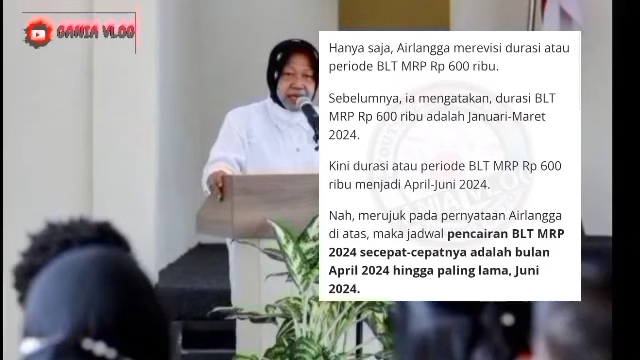 GANIA VLOG
Hanya saja, Airlangga merevisi durasi atau
periode BLT MRP Rp 600 ribu.
Sebelumnya, ia mengatakan, durasi BLT
MRP Rp 600 ribu adalah Januari-Maret
2024.
Kini durasi atau periode BLT MRP Rp 600
ribu menjadi April-Juni 2024.
Nah, merujuk pada pernyataan Airlangga
di atas, maka jadwal pencairan BLT MRP
2024 secepat-cepatnya adalah bulan
April 2024 hingga paling lama, Juni
2024.